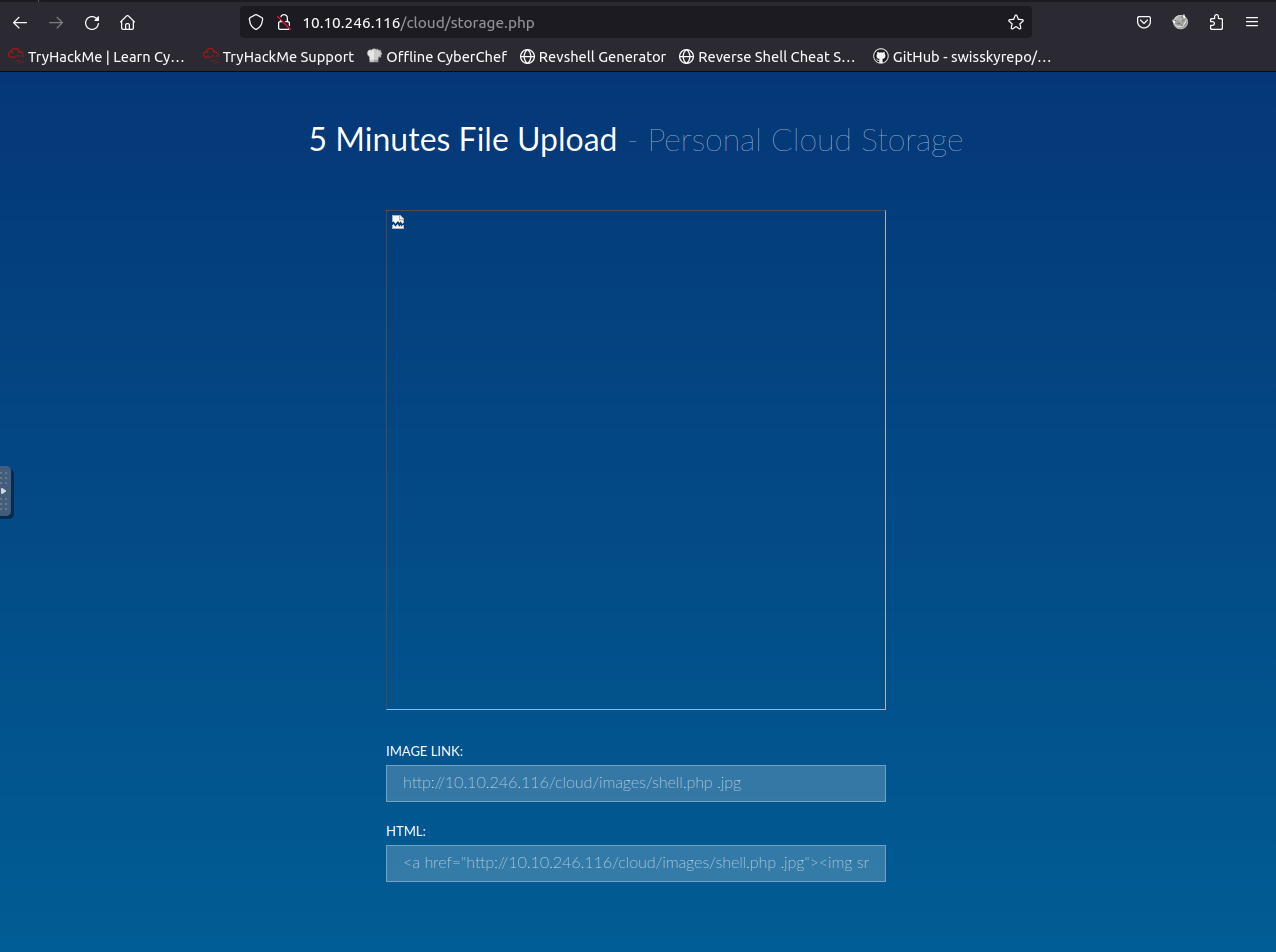 10.10.246.116/cloud/storage.php
TryHackMe | Learn Cy… TryHackMe Support Offline CyberChef Revshell Generator Reverse Shell Cheat S… GitHub - swisskyrepo/…
5 Minutes File Upload - Personal Cloud Storage
IMAGE LINK:
http://10.10.246.116/cloud/images/shell.php .jpg
HTML:
<a href="http://10.10.246.116/cloud/images/shell.php .jpg"><img sr